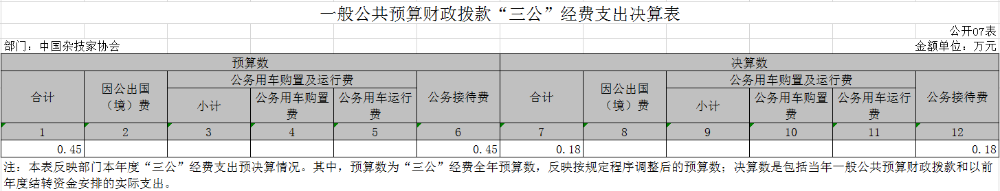 一般公共预算财政拨款“三公”经费支出决算表
公开07表
部门：中国杂技家协会 金额单位：万元
预算数 决算数
合计 因公出国（境）费 公务用车购置及运行费 公务接待费 合计 因公出国（境）费 公务用车购置及运行费 公务接待费
小计 公务用车购置费 公务用车运行费 小计 公务用车购置费 公务用车运行费
1 2 3 4 5 6 7 8 9 10 11 12
0.45 0.45 0.18 0.18
注：本表反映部门本年度“三公”经费支出预决算情况。其中，预算数为“三公”经费全年预算数，反映按规定程序调整后的预算数；决算数是包括当年一般公共预算财政拨款和以前
年度结转资金安排的实际支出。